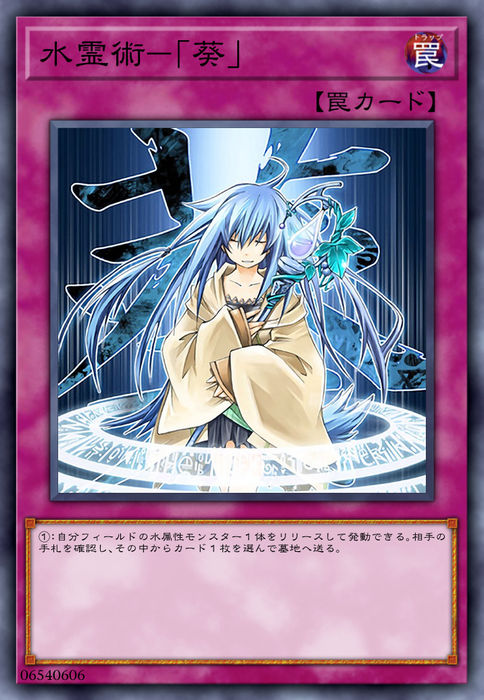 水霊術－「葵」
トラップ
罠
【罠カード】
①：自分フィールドの水属性モンスター１体をリリースして発動できる。相手の
手札を確認し、その中からカード１枚を選んで墓地へ送る。
06540606